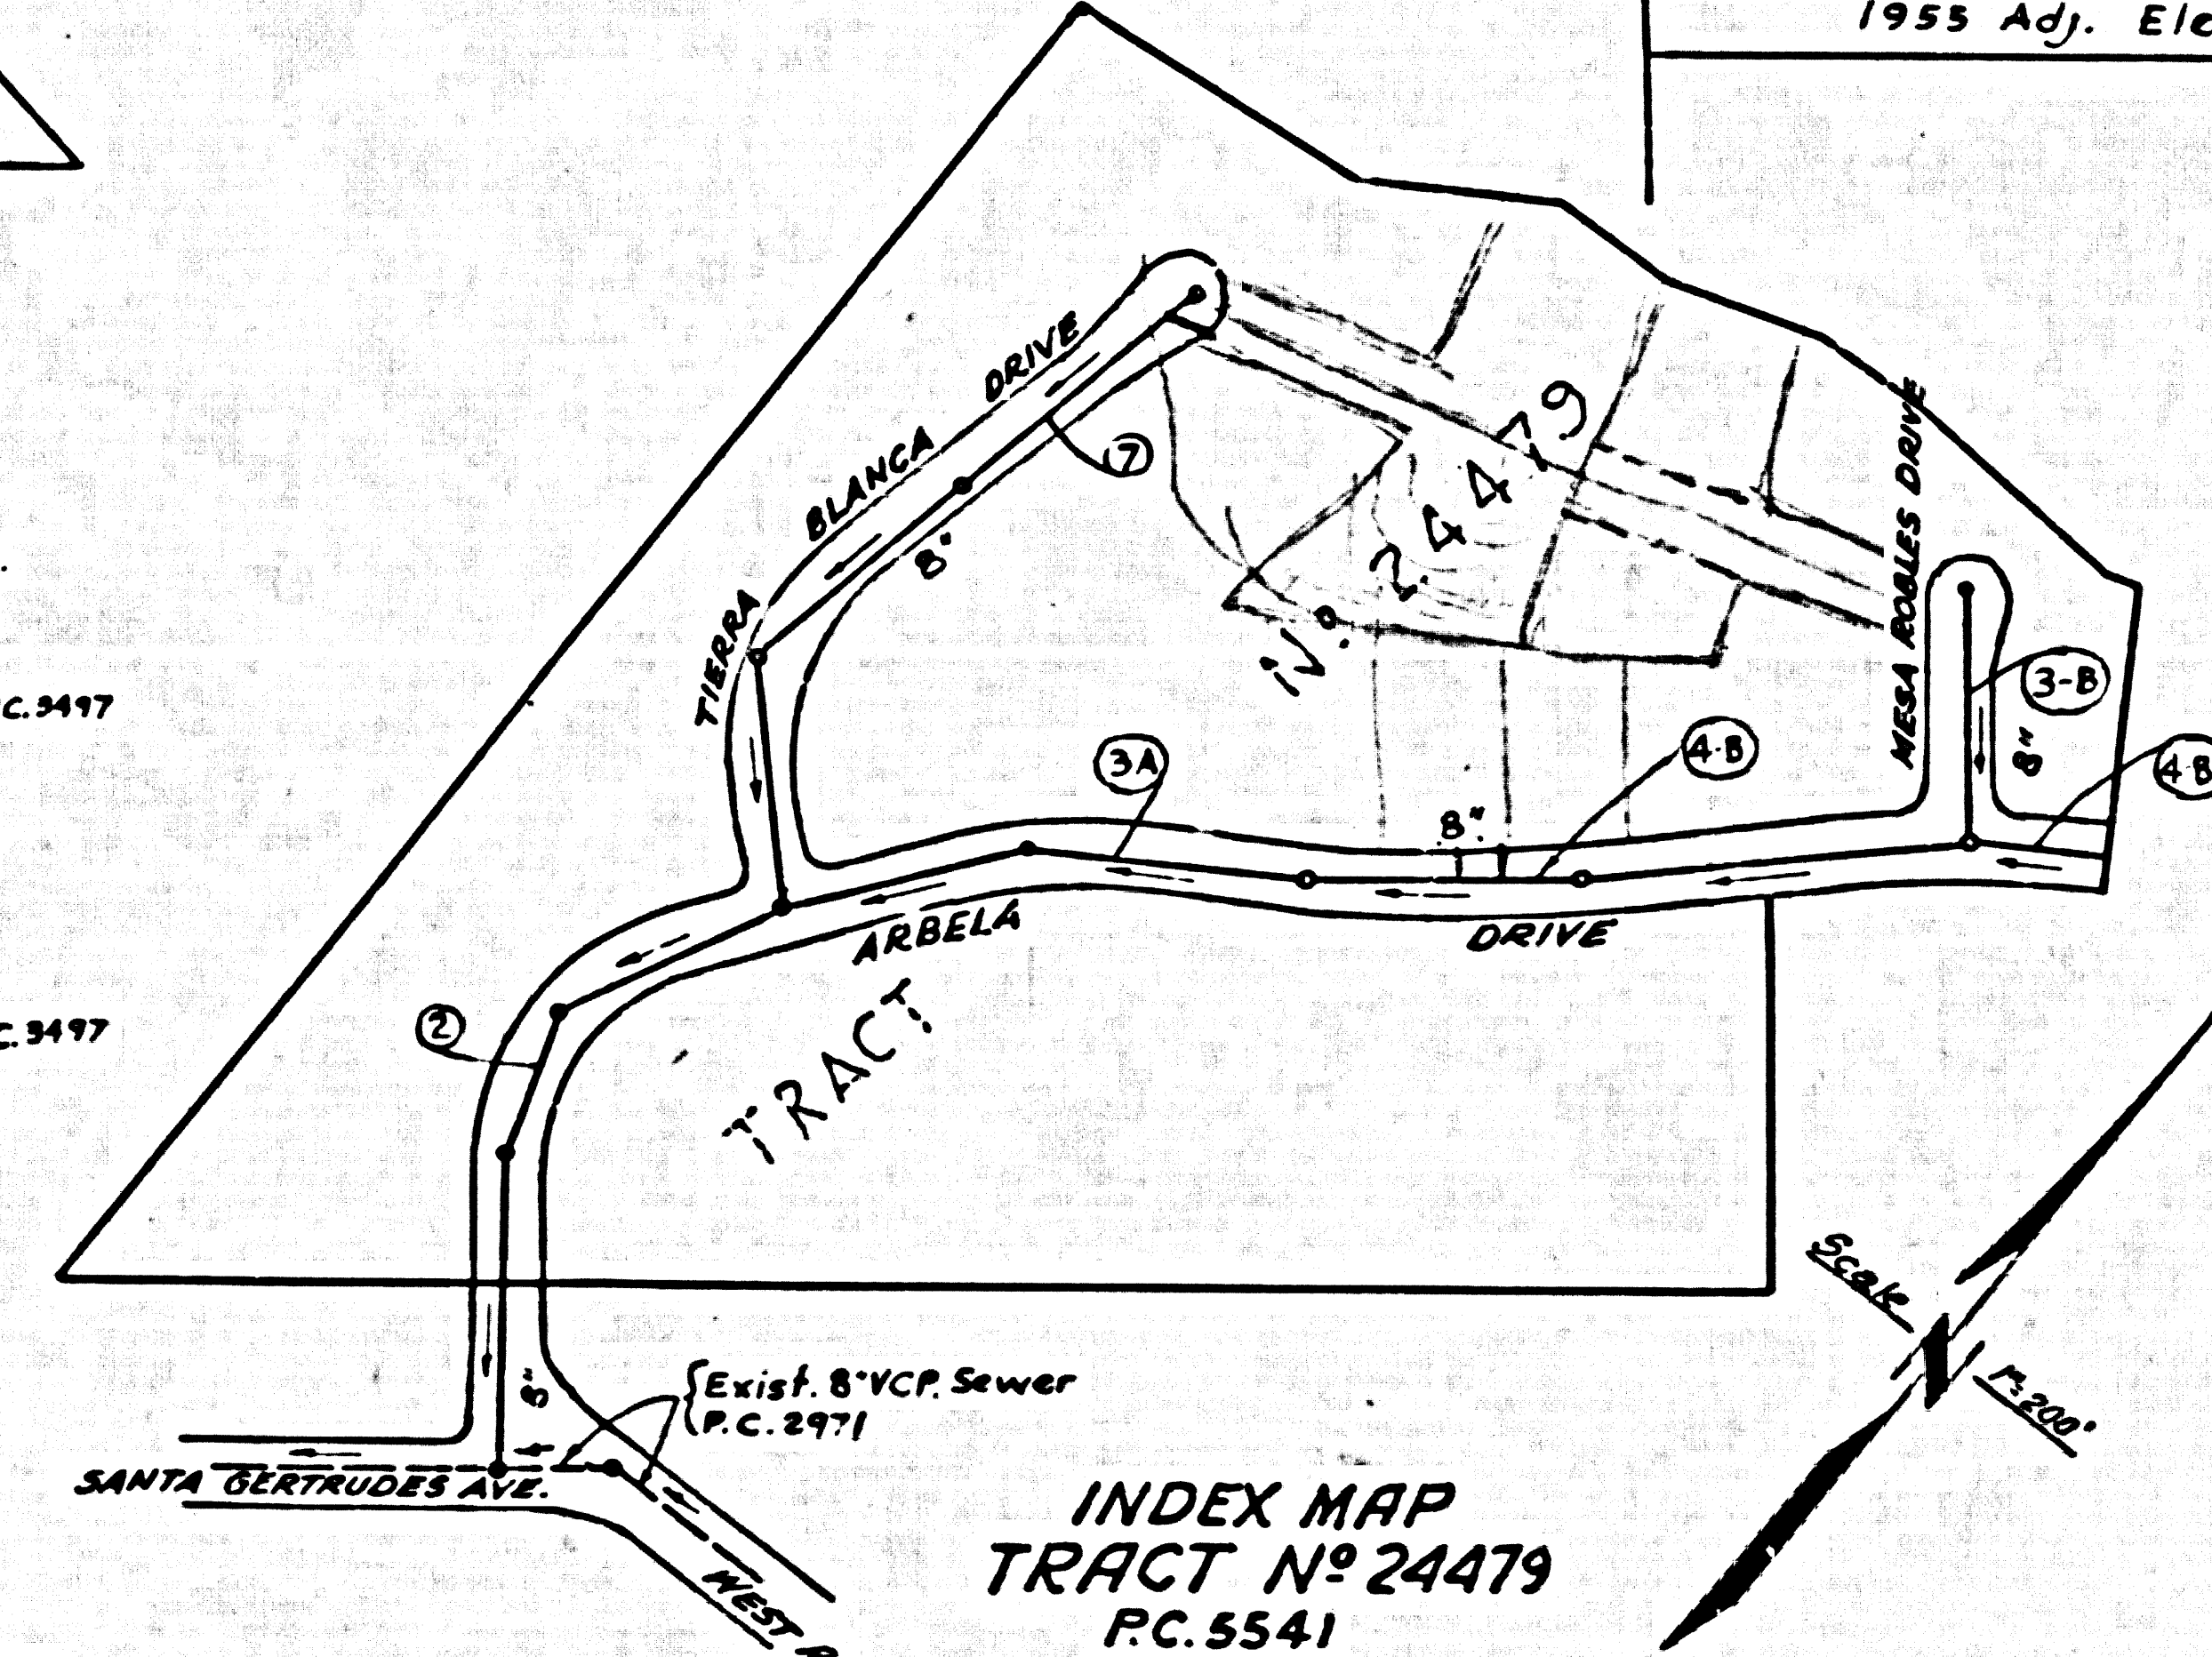 1955 Adj. Ele
C. 3497
C. 3497
TIERRA BLANCA DRIVE
8"
7
Nº 24479
MESA ROBLES DRIVE
3-B
8"
4-B
3A
4-B
8"
ARBELA DRIVE
TRACT
2
8"
Exist. 8" VCP. Sewer
P.C. 2971
SANTA GERTRUDES AVE.
WEST
Scale
N
1"=200'
INDEX MAP
TRACT Nº 24479
P.C. 5541